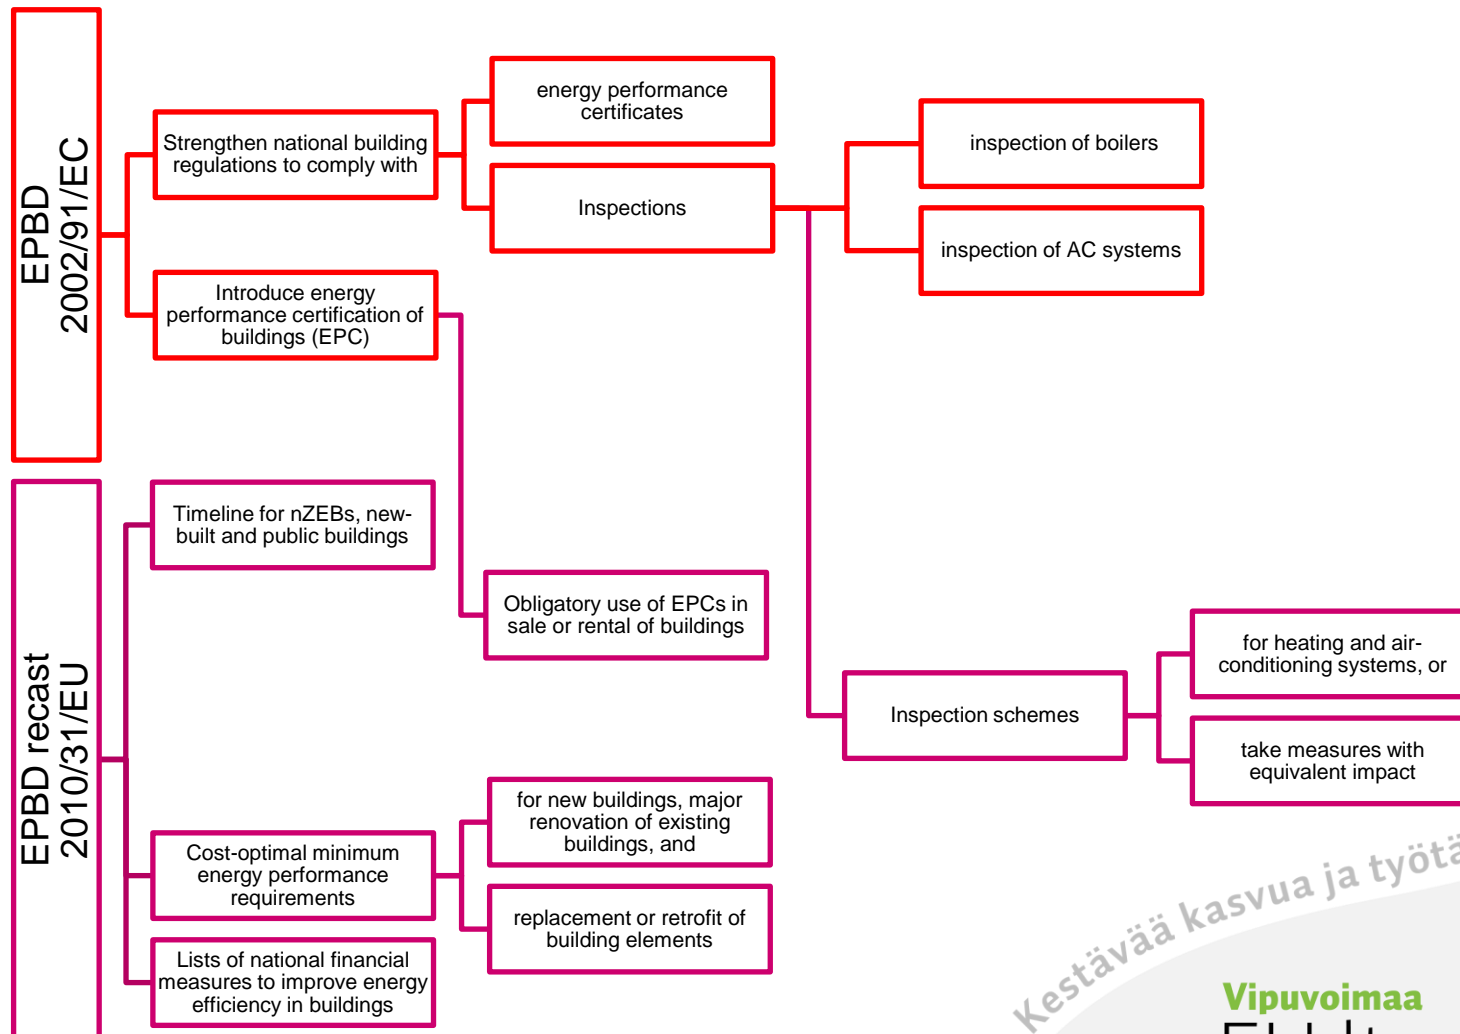 EPBD
2002/91/EC
Strengthen national building
regulations to comply with
energy performance
certificates
Inspections
inspection of boilers
inspection of AC systems
Introduce energy
performance certification of
buildings (EPC)
EPBD recast
2010/31/EU
Timeline for nZEBs, new-
built and public buildings
Obligatory use of EPCs in
sale or rental of buildings
Inspection schemes
for heating and air-
conditioning systems, or
take measures with
equivalent impact
Cost-optimal minimum
energy performance
requirements
for new buildings, major
renovation of existing
buildings, and
replacement or retrofit of
building elements
Lists of national financial
measures to improve energy
efficiency in buildings
Kestävää kasvua ja työtä
Vipuvoimaa